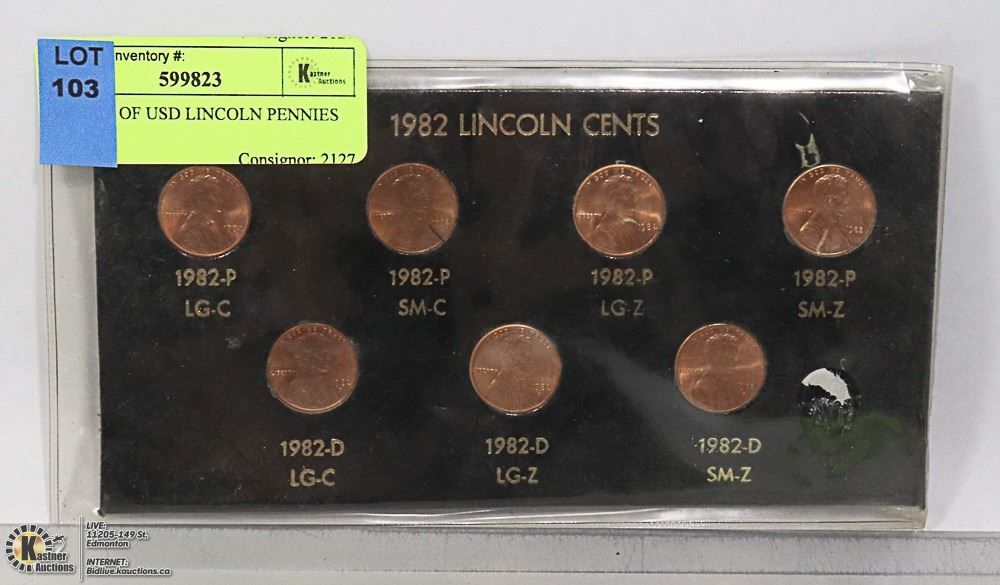 LOT
103
Consignor: 2127
Inventory #:
599823
Kastner
Auctions
OF USD LINCOLN PENNIES
Consignor: 2127
1982 LINCOLN CENTS
1982-P
LG-C
1982-P
SM-C
1982-P
LG-Z
1982-P
SM-Z
1982-D
LG-C
1982-D
LG-Z
1982-D
SM-Z
Kastner
Auctions
LIVE:
11205-149 St.
Edmonton
INTERNET:
Bidlive.kauctions.ca